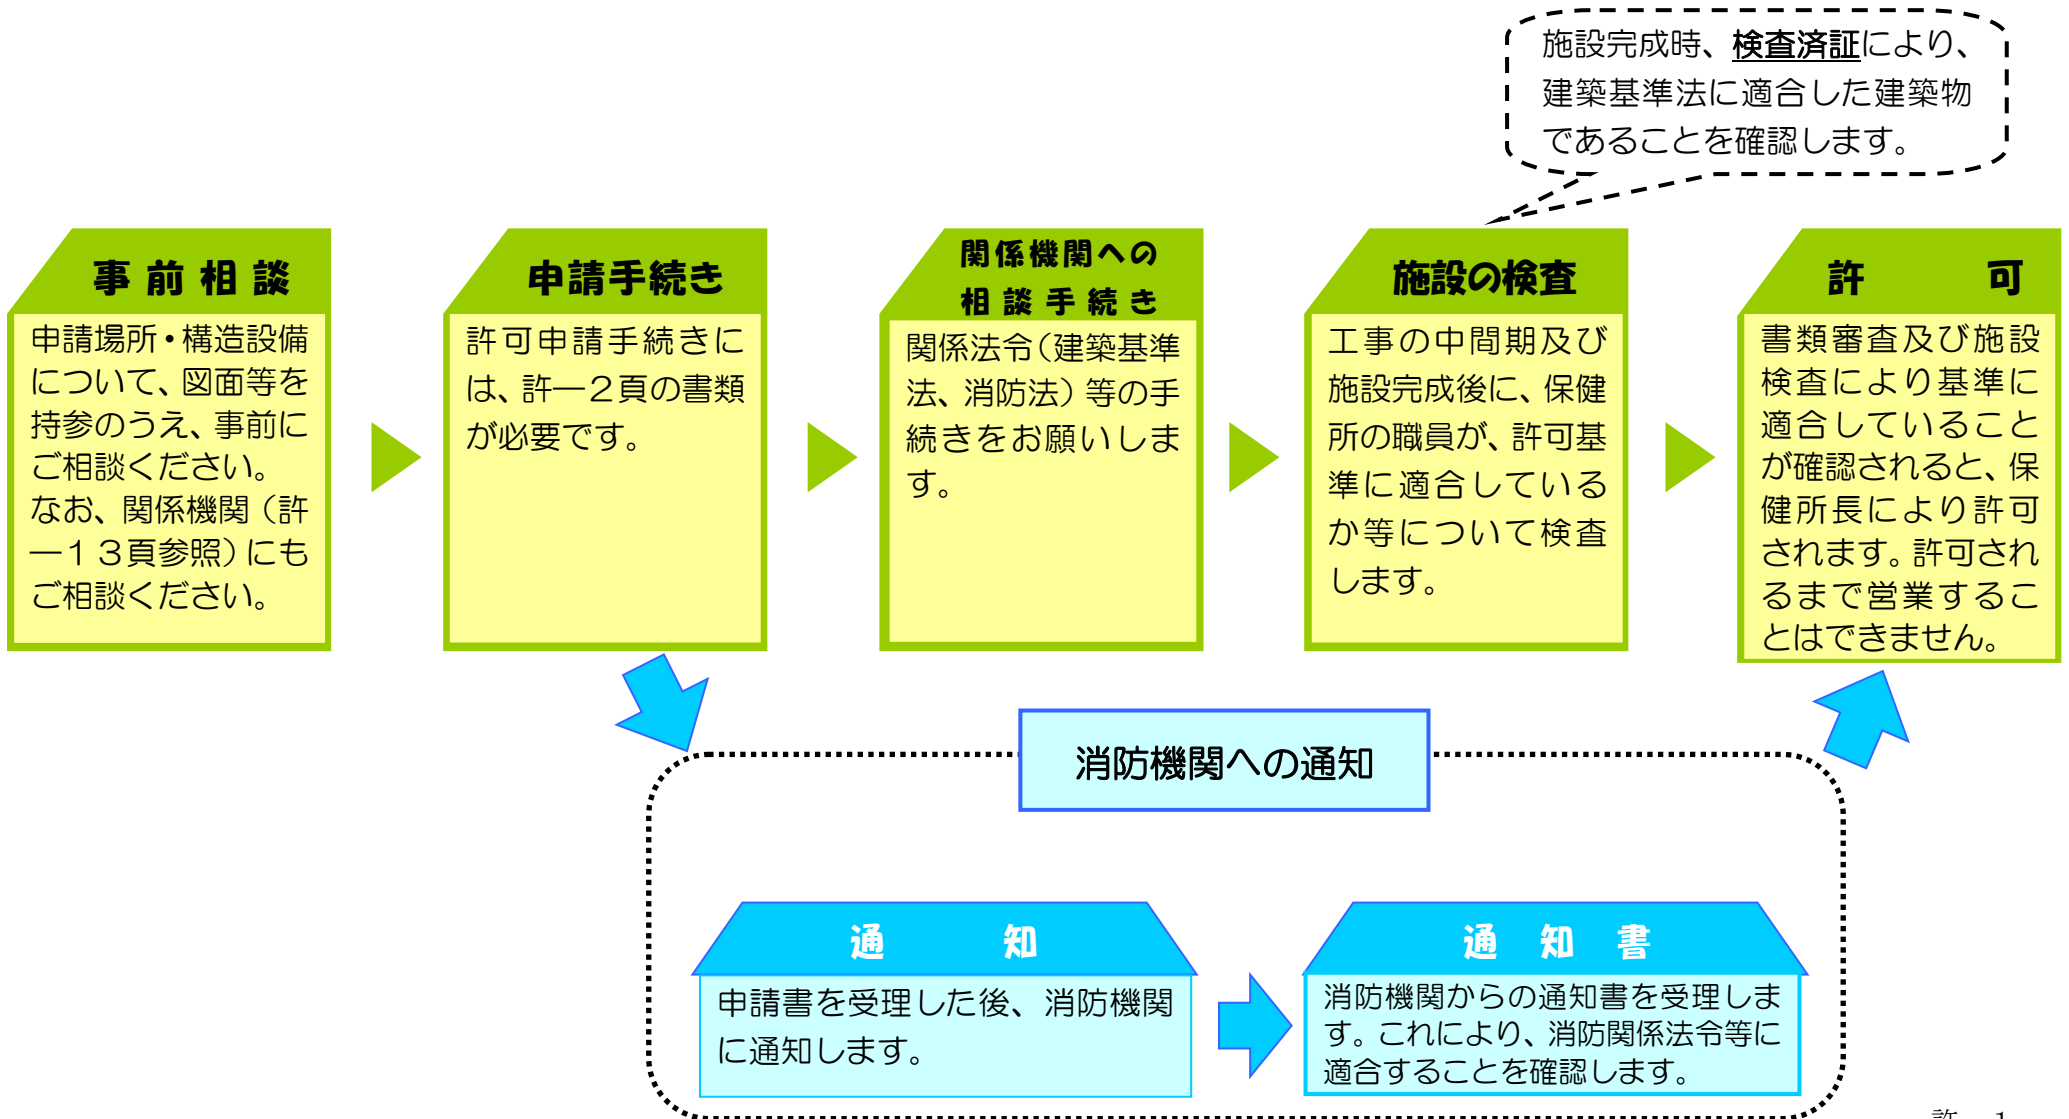 施設完成時、検査済証により、
建築基準法に適合した建築物
であることを確認します。
事前相談
申請場所・構造設備
について、図面等を
持参のうえ、事前に
ご相談ください。
なお、関係機関（許
―１３頁参照）にも
ご相談ください。
申請手続き
許可申請手続きに
は、許―２頁の書類
が必要です。
関係機関への
相談手続き
関係法令（建築基準
法、消防法）等の手
続きをお願いしま
す。
施設の検査
工事の中間期及び
施設完成後に、保健
所の職員が、許可基
準に適合している
か等について検査
します。
許可
書類審査及び施設
検査により基準に
適合していること
が確認されると、保
健所長により許可
されます。許可され
るまで営業するこ
とはできません。
消防機関への通知
通知
申請書を受理した後、消防機関
に通知します。
通知書
消防機関からの通知書を受理しま
す。これにより、消防関係法令等に
適合することを確認します。